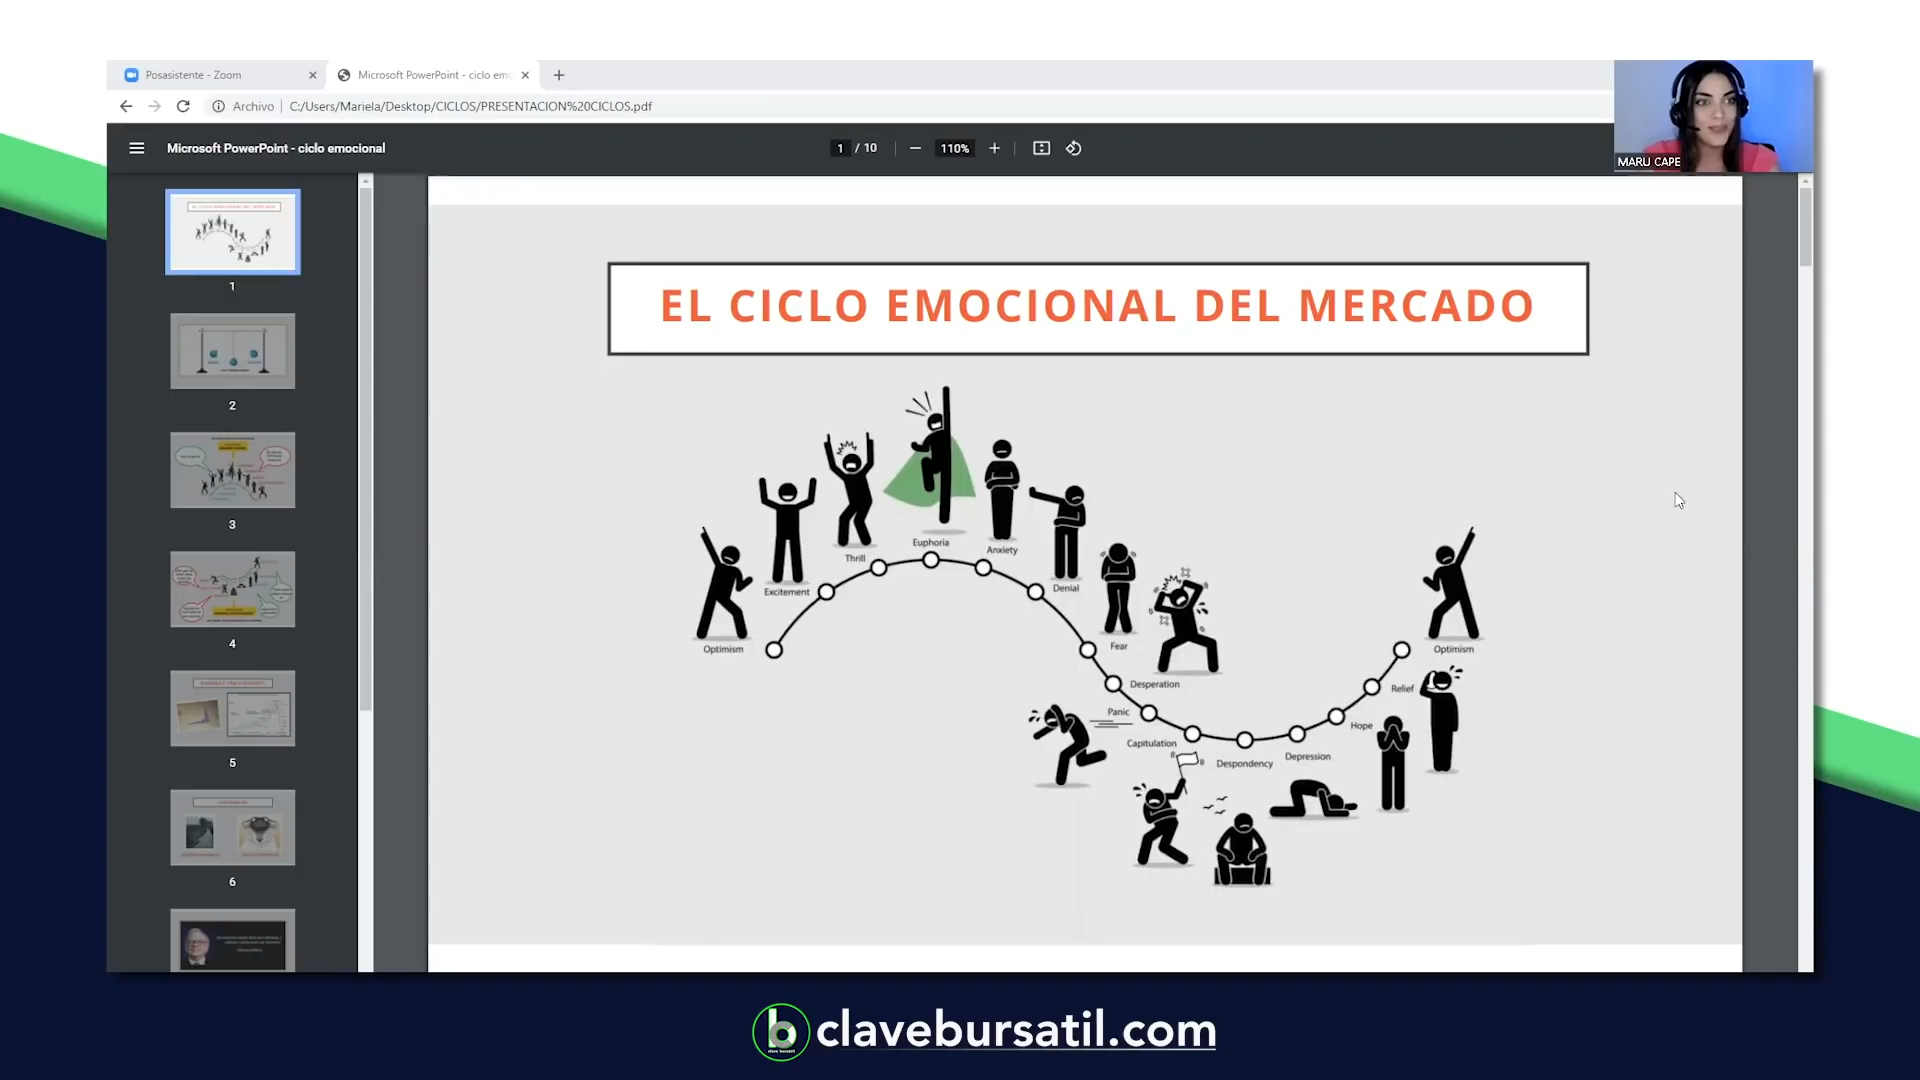 Posasistente - Zoom
Microsoft PowerPoint - ciclo emo
Archivo
C:/Users/Mariela/Desktop/CICLOS/PRESENTACION%20CICLOS.pdf
Microsoft PowerPoint - ciclo emocional
1 / 10
110%
MARU CAPE
EL CICLO EMOCIONAL DEL MERCADO
Optimism
Excitement
Thrill
Euphoria
Anxiety
Denial
Fear
Desperation
Panic
Capitulation
Despondency
Depression
Hope
Relief
Optimism
1
2
3
4
5
6
clavebursatil.com